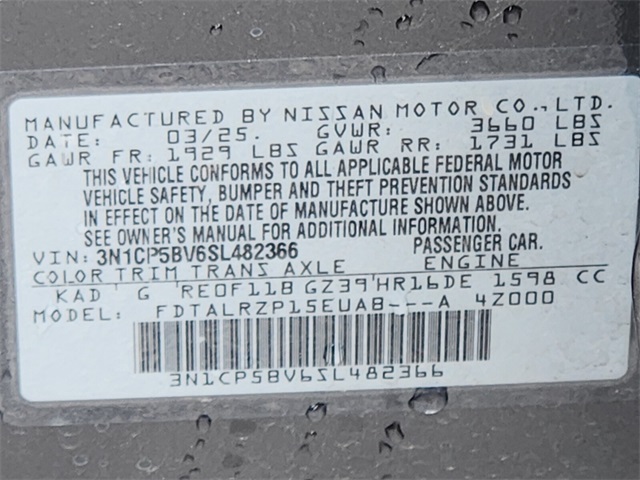 MANUFACTURED BY NISSAN MOTOR CO.,LTD.
DATE: 03/25. GVWR: 3660 LBS
GAWR FR: 1929 LBS GAWR RR: 1731 LBS
THIS VEHICLE CONFORMS TO ALL APPLICABLE FEDERAL MOTOR
VEHICLE SAFETY, BUMPER AND THEFT PREVENTION STANDARDS
IN EFFECT ON THE DATE OF MANUFACTURE SHOWN ABOVE.
SEE OWNER'S MANUAL FOR ADDITIONAL INFORMATION.
VIN: 3N1CP5BV6SL482366 PASSENGER CAR.
COLOR TRIM TRANS AXLE ENGINE
KAD G RE0F11B GZ39 HR16DE 1598 CC
MODEL: FDTALRZP15EUAB---A 4Z000
3N1CP5BV6SL482366